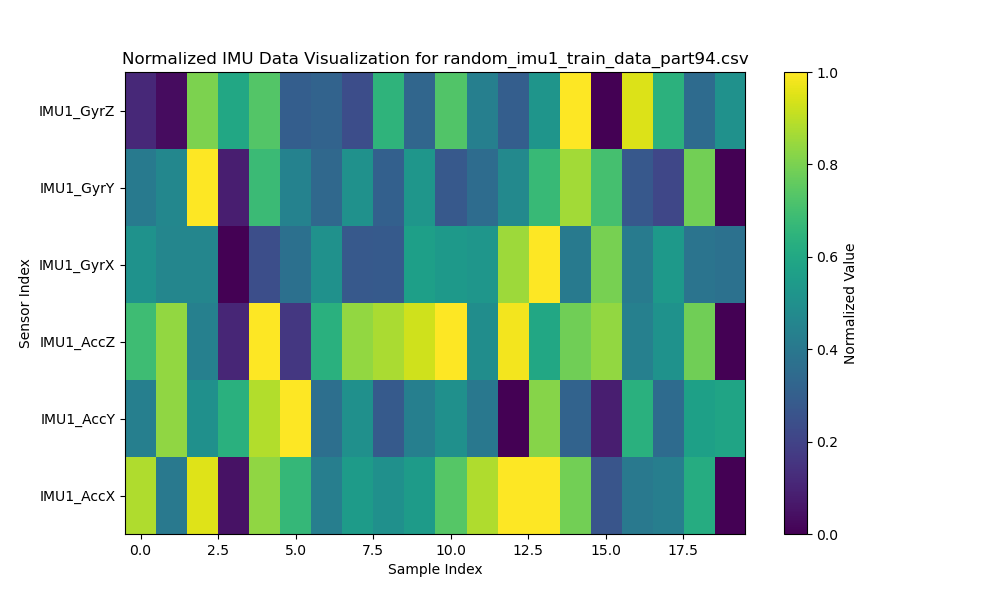 Normalized IMU Data Visualization for random_imu1_train_data_part94.csv
IMU1_GyrZ
IMU1_GyrY
IMU1_GyrX
IMU1_AccZ
IMU1_AccY
IMU1_AccX
Sensor Index
0.0
2.5
5.0
7.5
10.0
12.5
15.0
17.5
Sample Index
1.0
0.8
0.6
0.4
0.2
0.0
Normalized Value